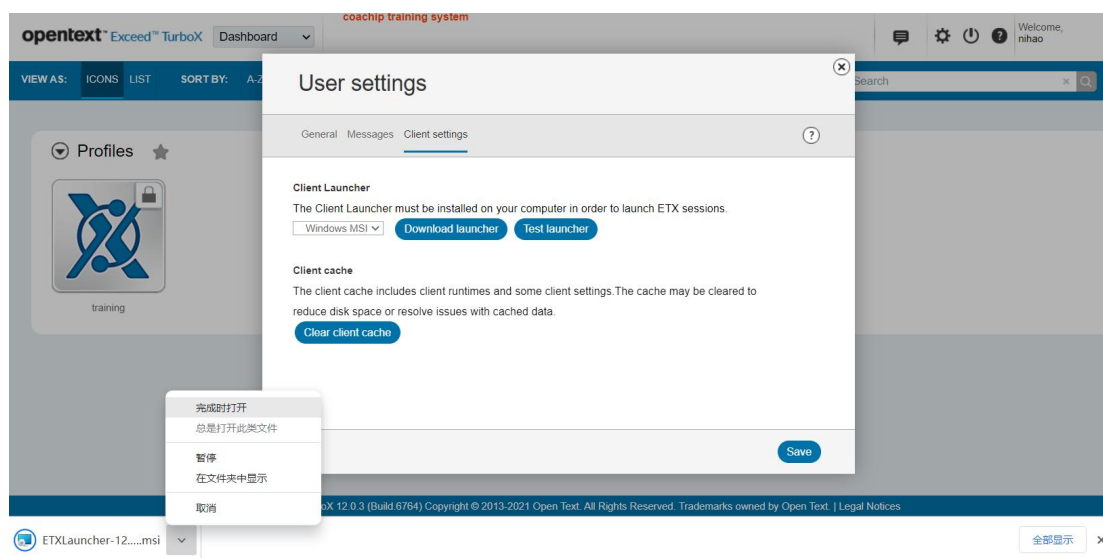 coachip training system
opentext™ Exceed™ TurboX Dashboard
Welcome,
nihao
VIEW AS: ICONS LIST SORT BY: A-Z
Search
User settings
General Messages Client settings
Profiles
training
Client Launcher
The Client Launcher must be installed on your computer in order to launch ETX sessions.
Windows MSI Download launcher Test launcher
Client cache
The client cache includes client runtimes and some client settings.The cache may be cleared to
reduce disk space or resolve issues with cached data.
Clear client cache
Save
完成时打开
总是打开此类文件
暂停
在文件夹中显示
取消
oX 12.0.3 (Build 6764) Copyright © 2013-2021 Open Text. All Rights Reserved. Trademarks owned by Open Text. | Legal Notices
ETXLauncher-12.....msi
全部显示